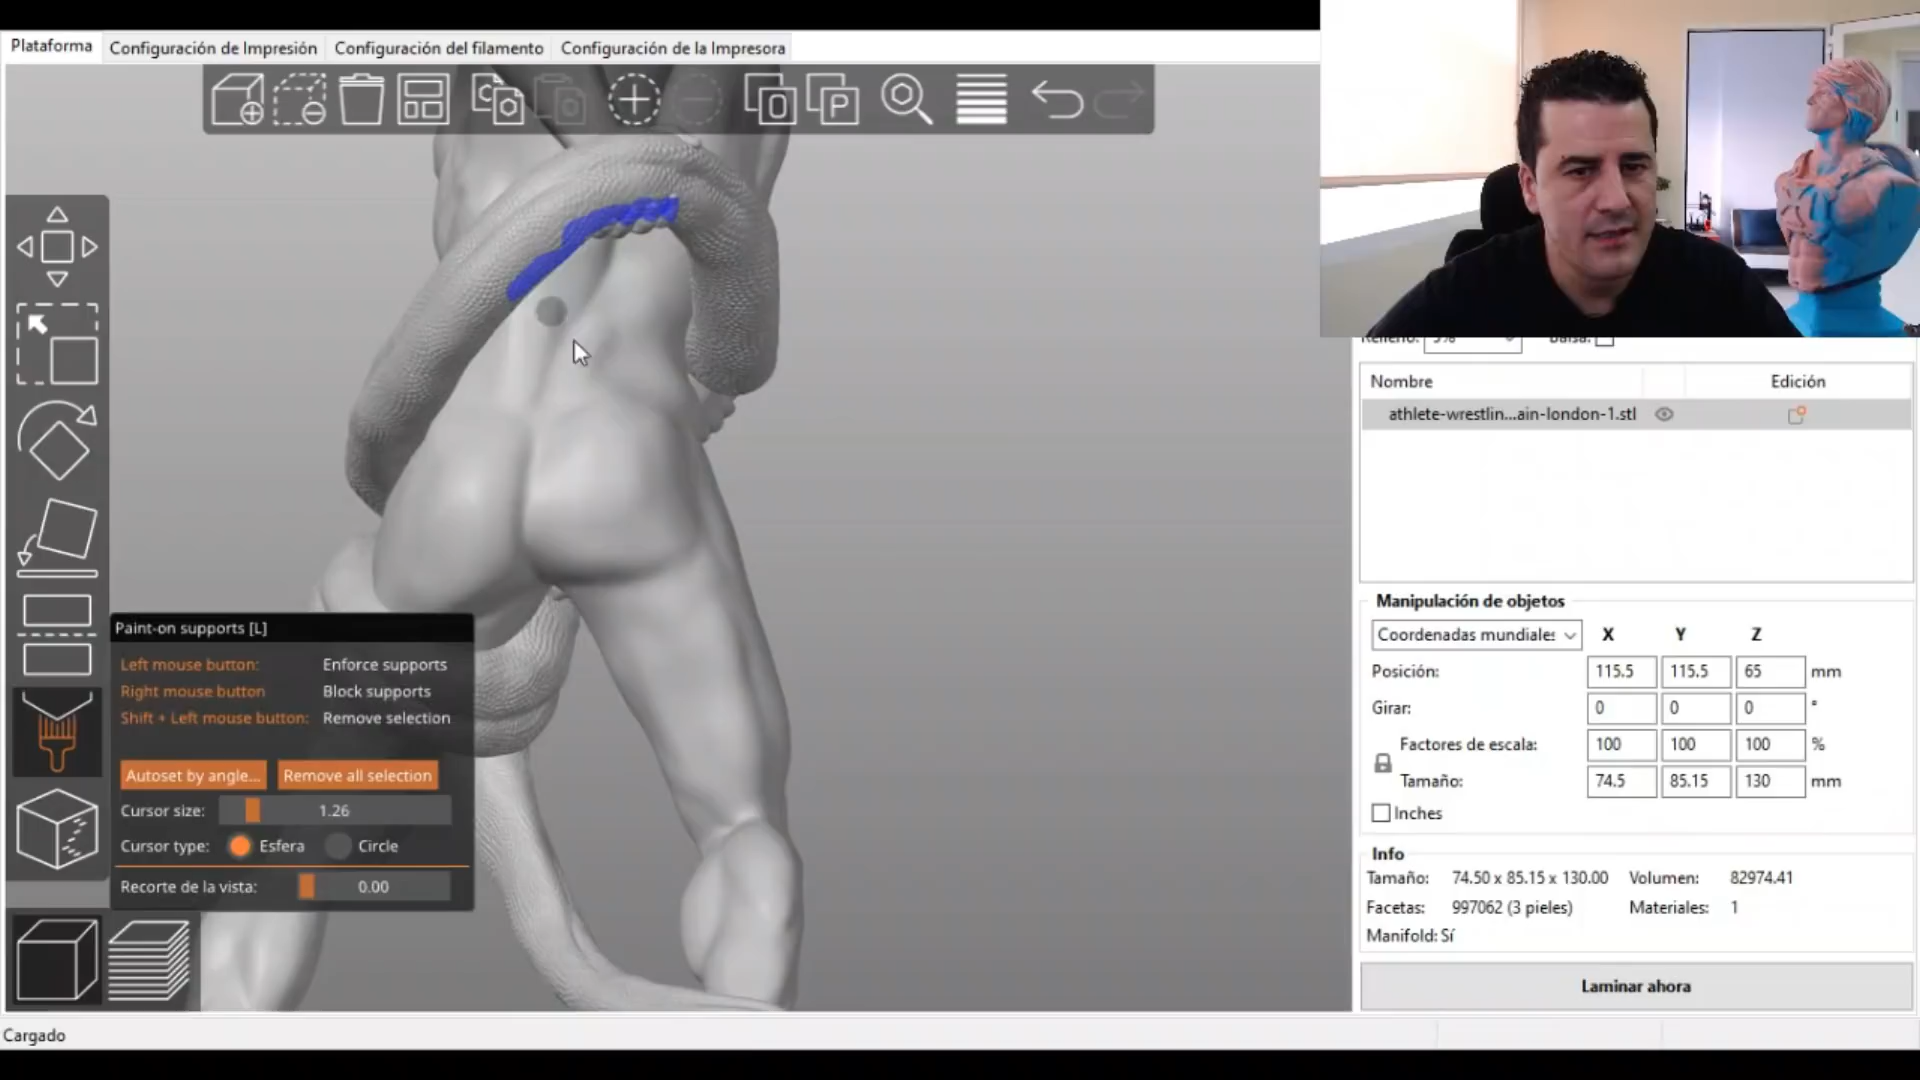 Plataforma Configuración de Impresión Configuración del filamento Configuración de la Impresora
Nombre Edición
athlete-wrestlin...ain-london-1.stl
Paint-on supports [L]
Left mouse button: Enforce supports
Right mouse button Block supports
Shift + Left mouse button: Remove selection
Autoset by angle... Remove all selection
Cursor size: 1.26
Cursor type: Esfera Circle
Recorte de la vista: 0.00
Manipulación de objetos
Coordenadas mundiales X Y Z
Posición: 115.5 115.5 65 mm
Girar: 0 0 0 °
Factores de escala: 100 100 100 %
Tamaño: 74.5 85.15 130 mm
Inches
Info
Tamaño: 74.50 x 85.15 x 130.00 Volumen: 82974.41
Facetas: 997062 (3 pieles) Materiales: 1
Manifold: Sí
Laminar ahora
Cargado